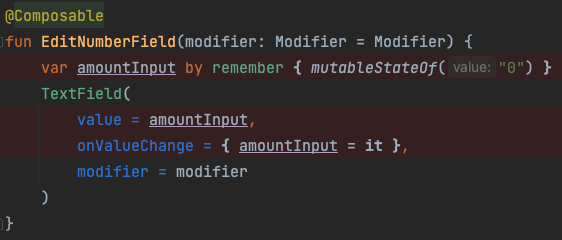 @Composable
fun EditNumberField(modifier: Modifier = Modifier) {
var amountInput by remember { mutableStateOf( value: "0") }
TextField(
value = amountInput,
onValueChange = { amountInput = it },
modifier = modifier
)
}